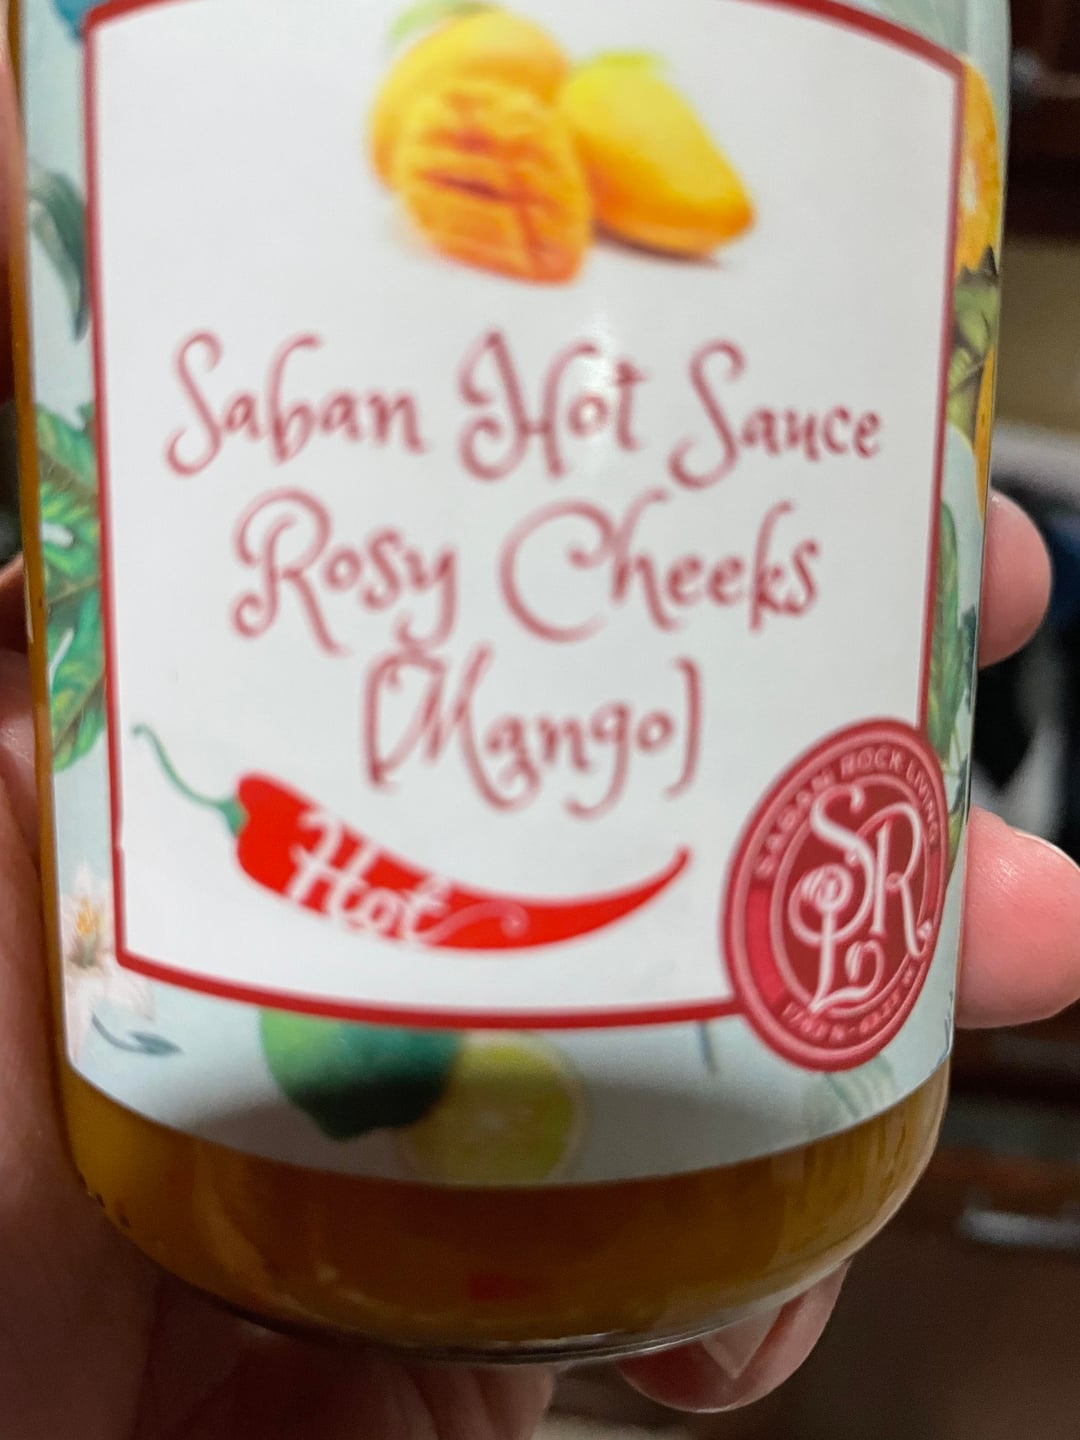 Saban Hot Sauce
Rosy Cheeks
(Mango)
Hot
SABAN ROCK LIVING
SRL